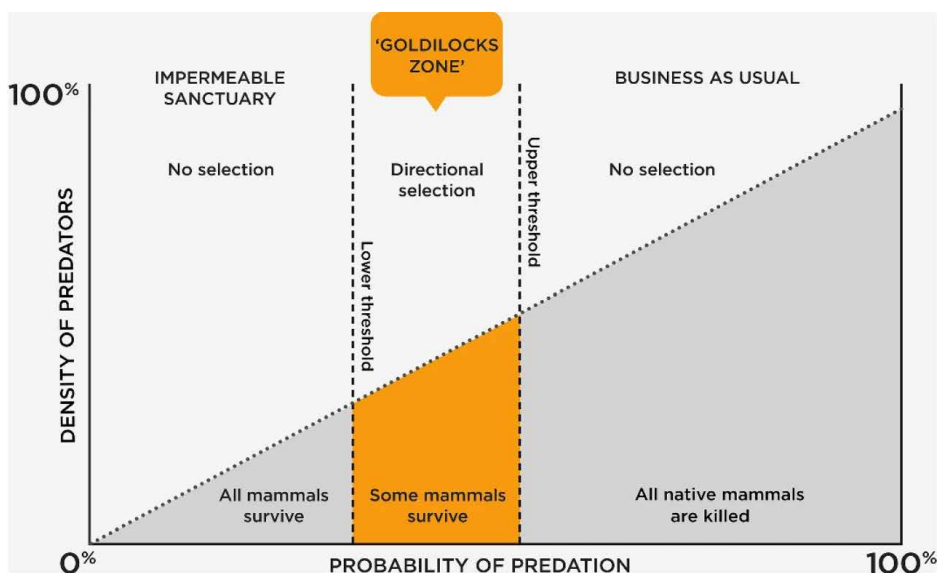 'GOLDILOCKS
ZONE'
IMPERMEABLE
SANCTUARY
BUSINESS AS USUAL
100%
DENSITY OF PREDATORS
No selection
Directional
selection
No selection
Lower threshold
Upper threshold
All mammals
survive
Some mammals
survive
All native mammals
are killed
0%
PROBABILITY OF PREDATION
100%